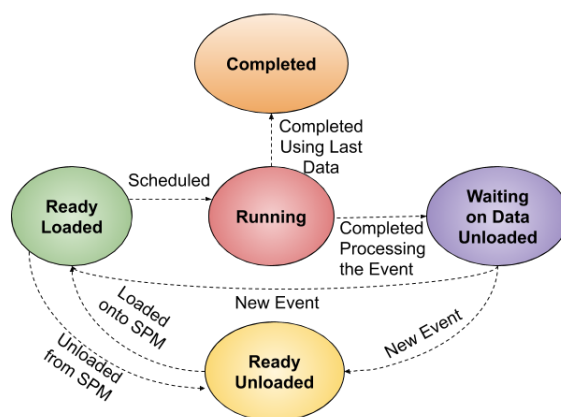 Completed
Completed
Using Last
Data
Scheduled
Ready
Loaded
Running
Waiting
on Data
Unloaded
Completed
Processing
the Event
New Event
Loaded
onto SPM
Unloaded
from SPM
New Event
Ready
Unloaded